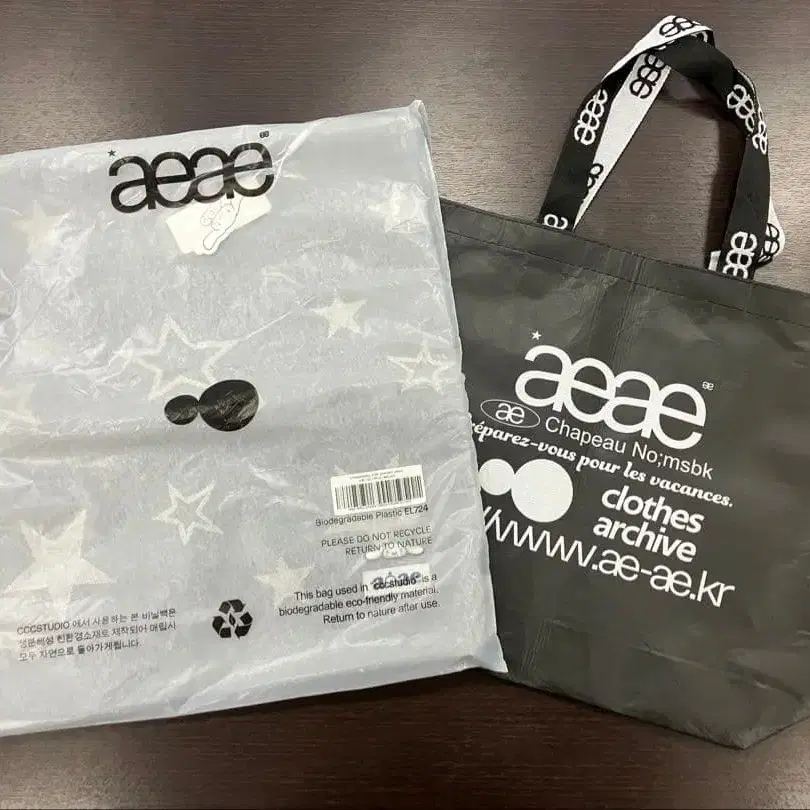 aeae
æ
Biodegradable Plastic EL724
PLEASE DO NOT RECYCLE
RETURN TO NATURE
aeae
This bag used in cccstudio is a
biodegradable eco-friendly material.
Return to nature after use.
CCCSTUDIO 에서 사용하는 본 비닐백은
생분해성 친환경소재로 제작되어 매립시
모두 자연으로 돌아가게됩니다.
æ
æ
æ
æ
æ
æ
aeae
æ
æ Chapeau No;msbk
préparez-vous pour les vacances.
clothes
archive
//www.ae-ae.kr